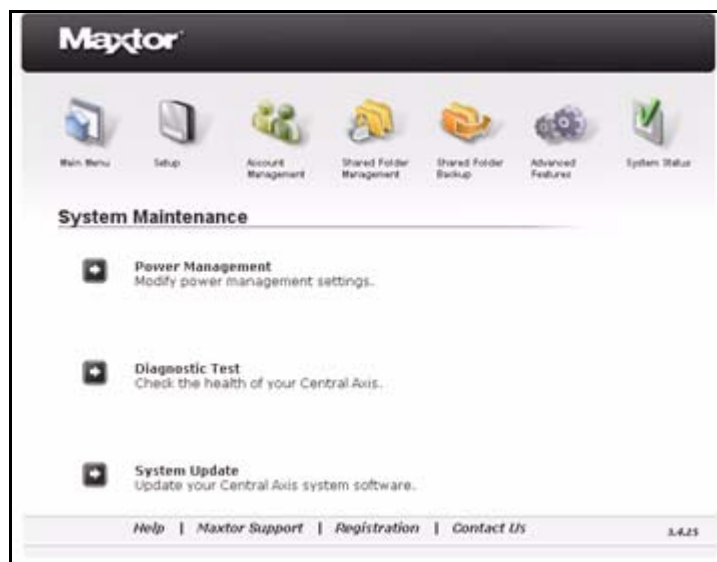 Maxtor
Main Menu
Setup
Account Management
Shared Folder Management
Shared Folder Backup
Advanced Features
System Status
System Maintenance
Power Management
Modify power management settings.
Diagnostic Test
Check the health of your Central Axis.
System Update
Update your Central Axis system software.
Help | Maxtor Support | Registration | Contact Us
3.4.25